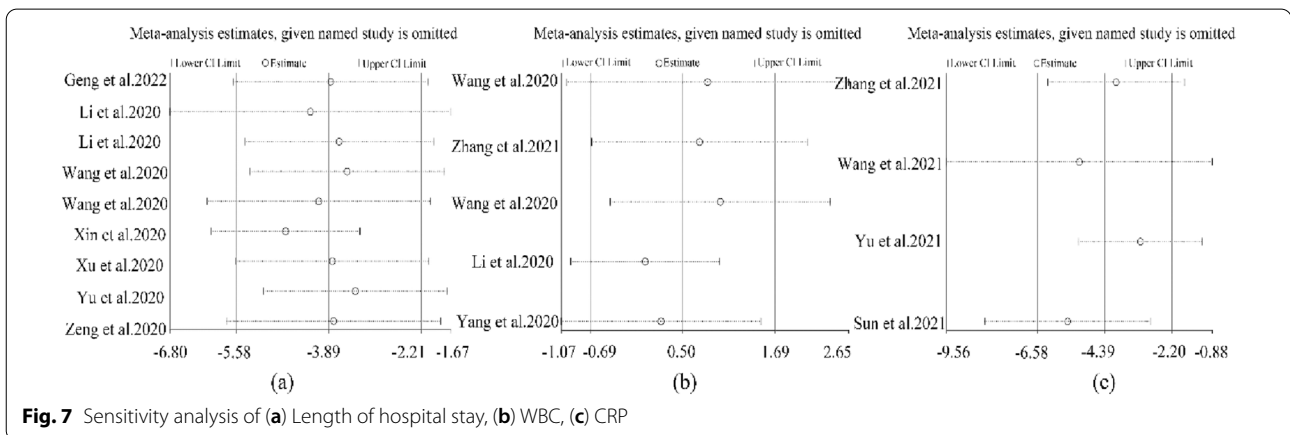 Meta-analysis estimates, given named study is omitted
Lower CI Limit Estimate Upper CI Limit
Geng et al.2022
Li et al.2020
Li et al.2020
Wang et al.2020
Wang et al.2020
Xin et al.2020
Xu et al.2020
Yu et al.2020
Zeng et al.2020
-6.80 -5.58 -3.89 -2.21 -1.67
(a)
Meta-analysis estimates, given named study is omitted
Lower CI Limit Estimate Upper CI Limit
Wang et al.2020
Zhang et al.2021
Wang et al.2020
Li et al.2020
Yang et al.2020
-1.07 -0.69 0.50 1.69 2.65
(b)
Meta-analysis estimates, given named study is omitted
Lower CI Limit Estimate Upper CI Limit
Zhang et al.2021
Wang et al.2021
Yu et al.2021
Sun et al.2021
-9.56 -6.58 -4.39 -2.20 -0.88
(c)
Fig. 7 Sensitivity analysis of (a) Length of hospital stay, (b) WBC, (c) CRP